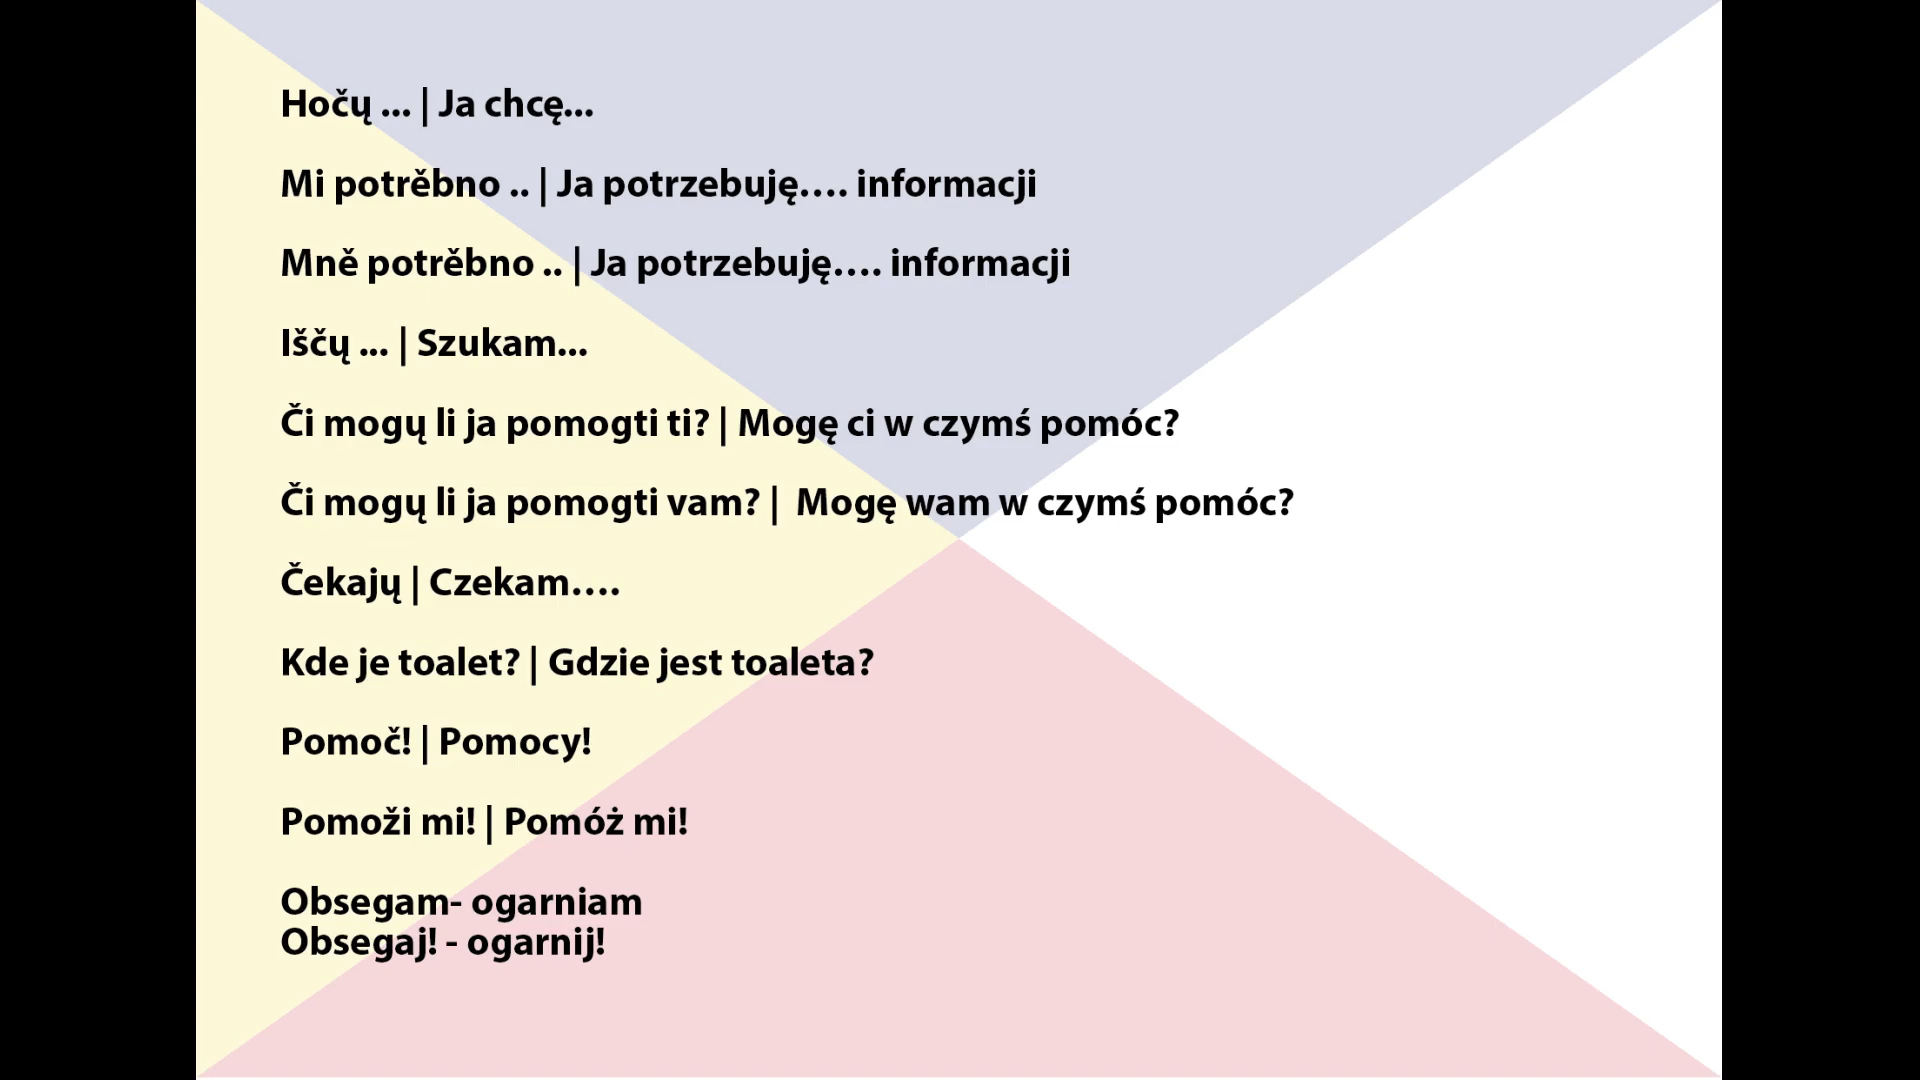 Hočų ... | Ja chcę...
Mi potrěbno .. | Ja potrzebuję.... informacji
Mně potrěbno .. | Ja potrzebuję.... informacji
Iščų ... | Szukam...
Či mogų li ja pomogti ti? | Mogę ci w czymś pomóc?
Či mogų li ja pomogti vam? |  Mogę wam w czymś pomóc?
Čekajų | Czekam....
Kde je toalet? | Gdzie jest toaleta?
Pomoč! | Pomocy!
Pomoži mi! | Pomóż mi!
Obsegam- ogarniam
Obsegaj! - ogarnij!